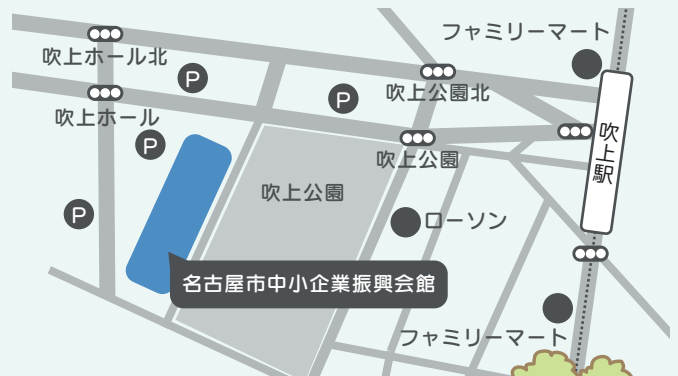 ファミリーマート
吹上ホール北
P
吹上公園北
P
吹上ホール
P
吹上公園
吹上駅
吹上公園
P
ローソン
名古屋市中小企業振興会館
ファミリーマート